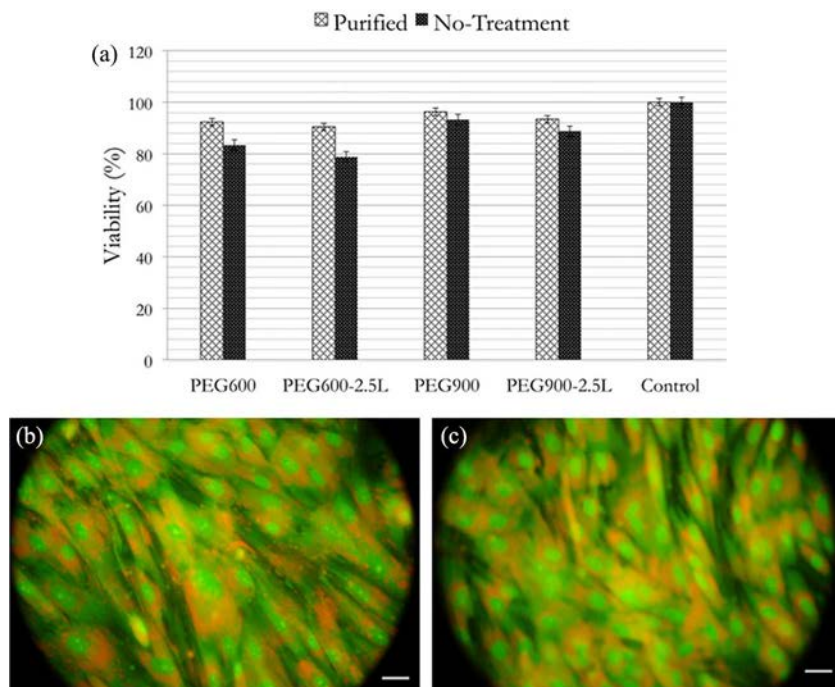 Purified No-Treatment
(a)
Viability (%)
120
100
80
60
40
20
0
PEG600 PEG600-2.5L PEG900 PEG900-2.5L Control
(b)
(c)